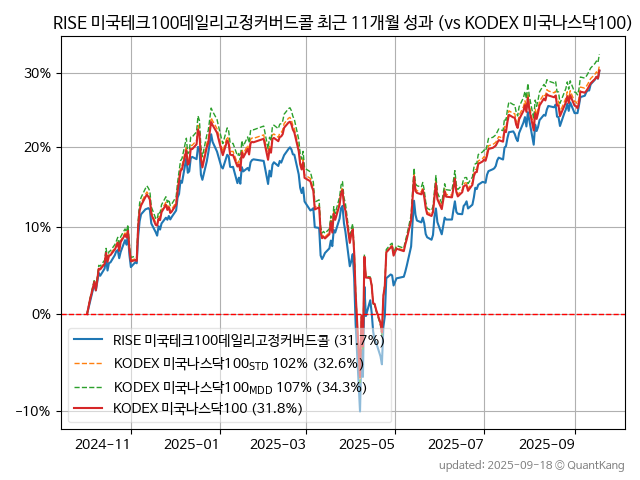 RISE 미국테크100데일리고정커버드콜 최근 11개월 성과 (vs KODEX 미국나스닥100)
30%
20%
10%
0%
−10%
RISE 미국테크100데일리고정커버드콜 (31.7%)
KODEX 미국나스닥100STD 102% (32.6%)
KODEX 미국나스닥100MDD 107% (34.3%)
KODEX 미국나스닥100 (31.8%)
2024-11 2025-01 2025-03 2025-05 2025-07 2025-09
updated: 2025-09-18 © QuantKang